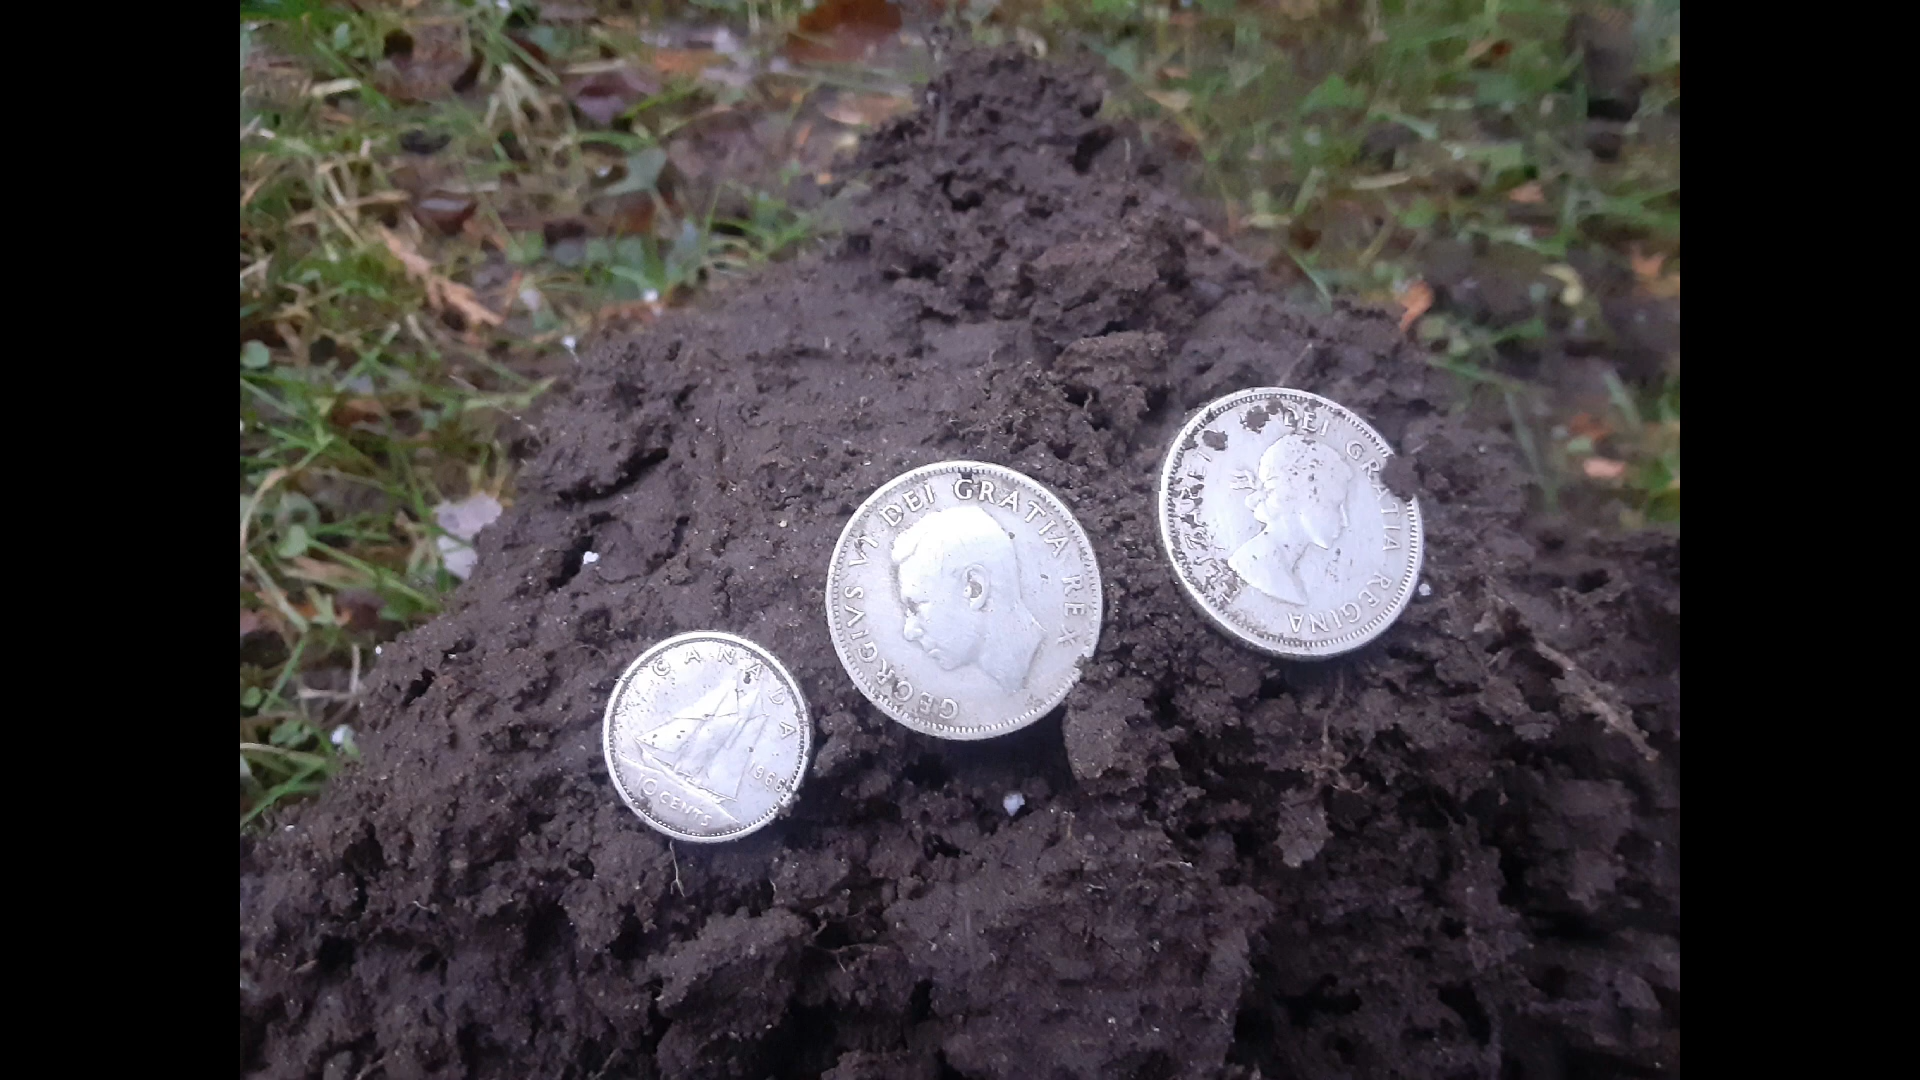 CANADA
10 CENTS
GEORGIVS VI DEI GRATIA REX
DEI GRATIA REGINA